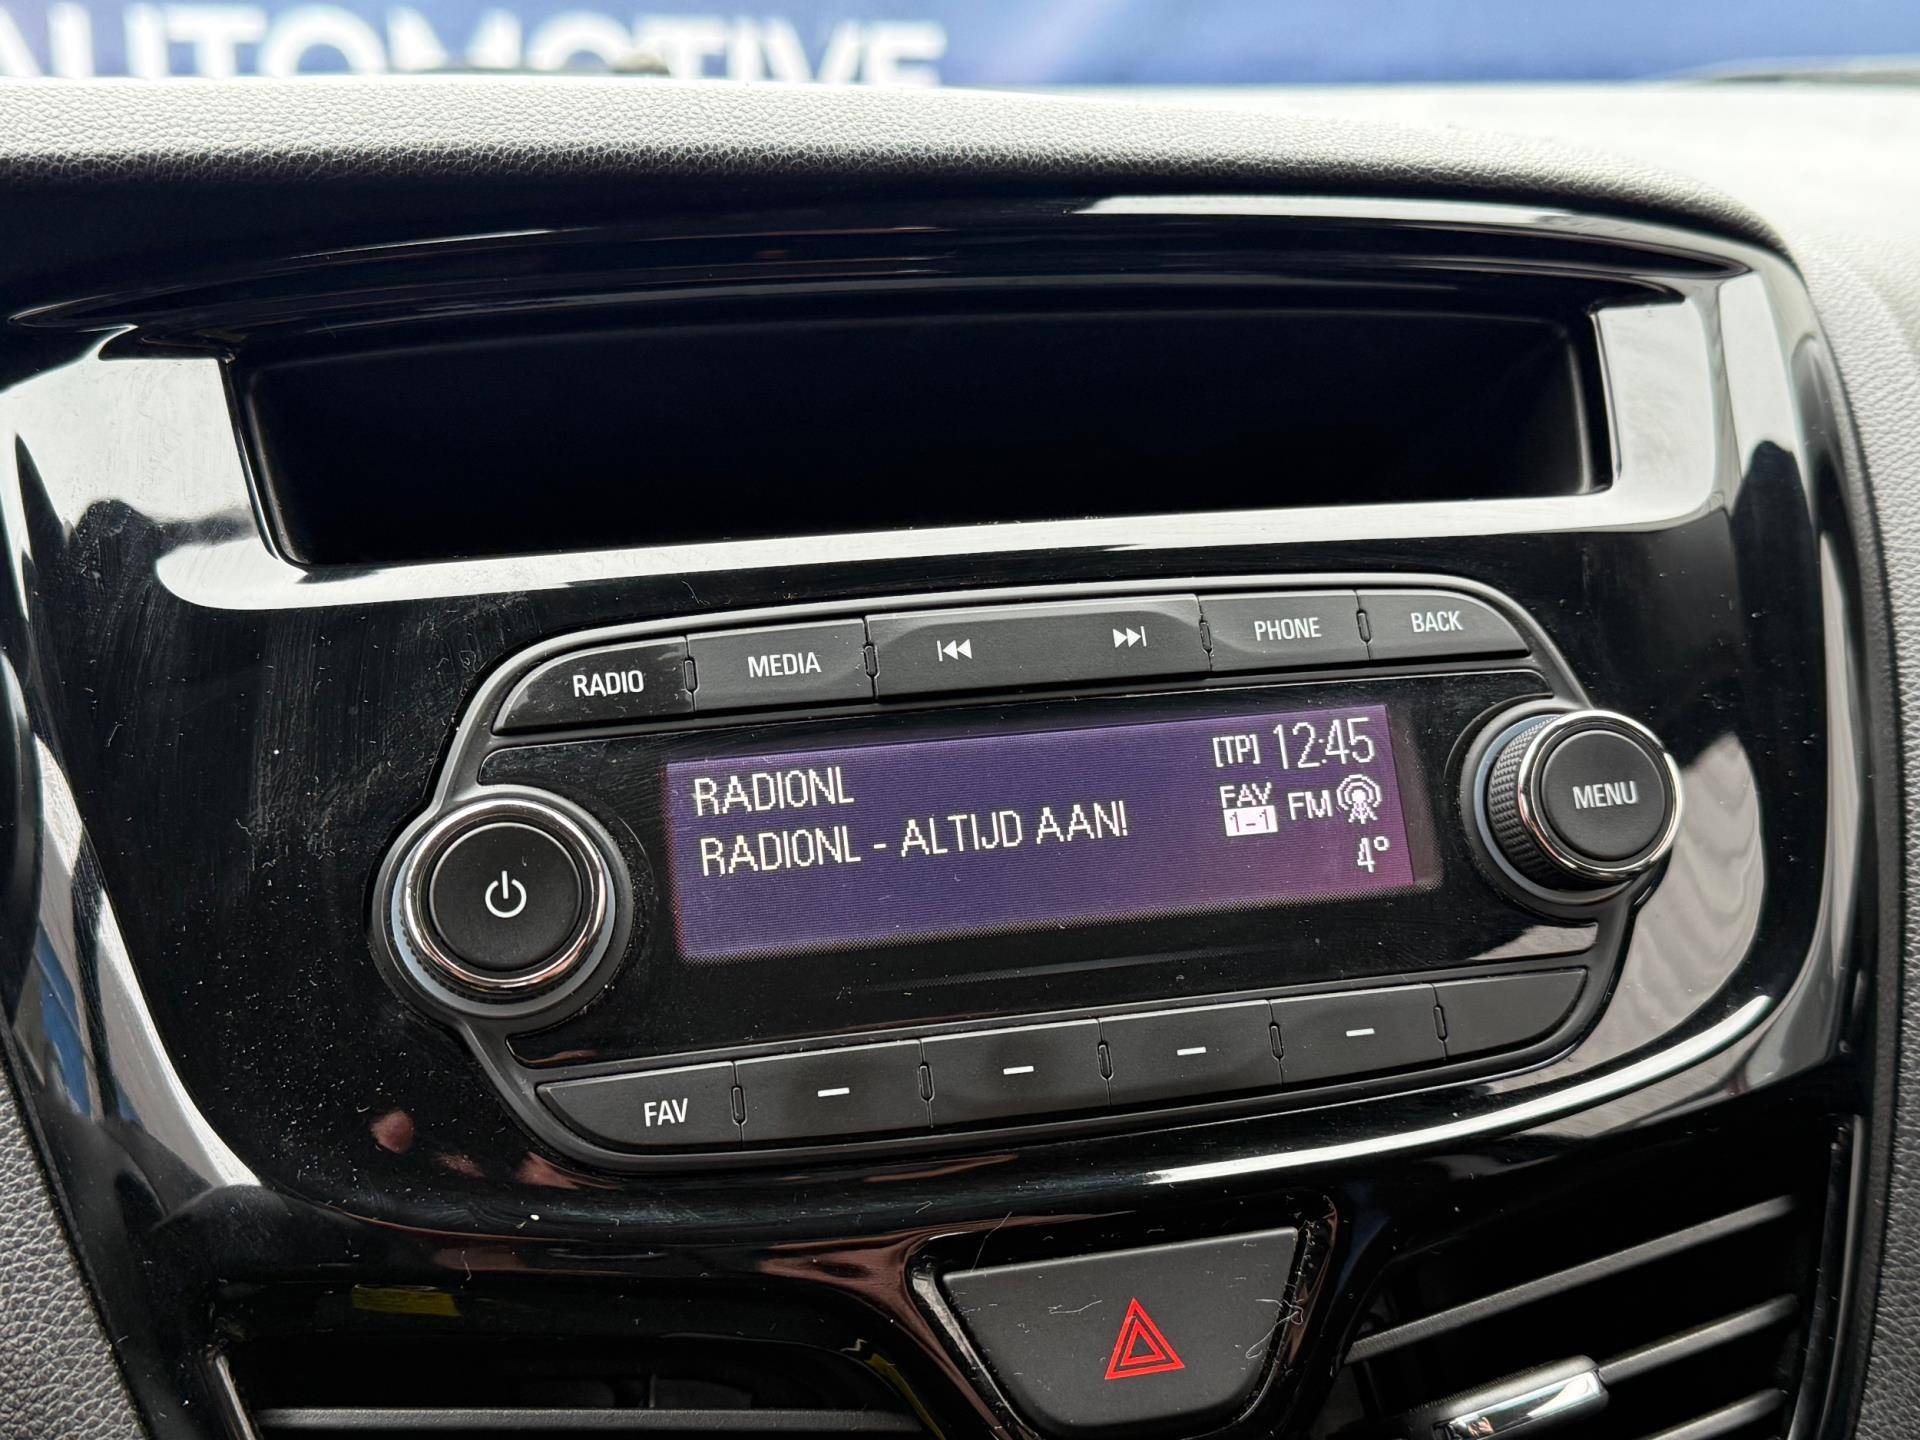 AUTOMOTIVE
RADIO
MEDIA
PHONE
BACK
[TP] 12:45
RADIONL
FAV
1-1
FM
RADIONL - ALTIJD AAN!
4°
MENU
FAV